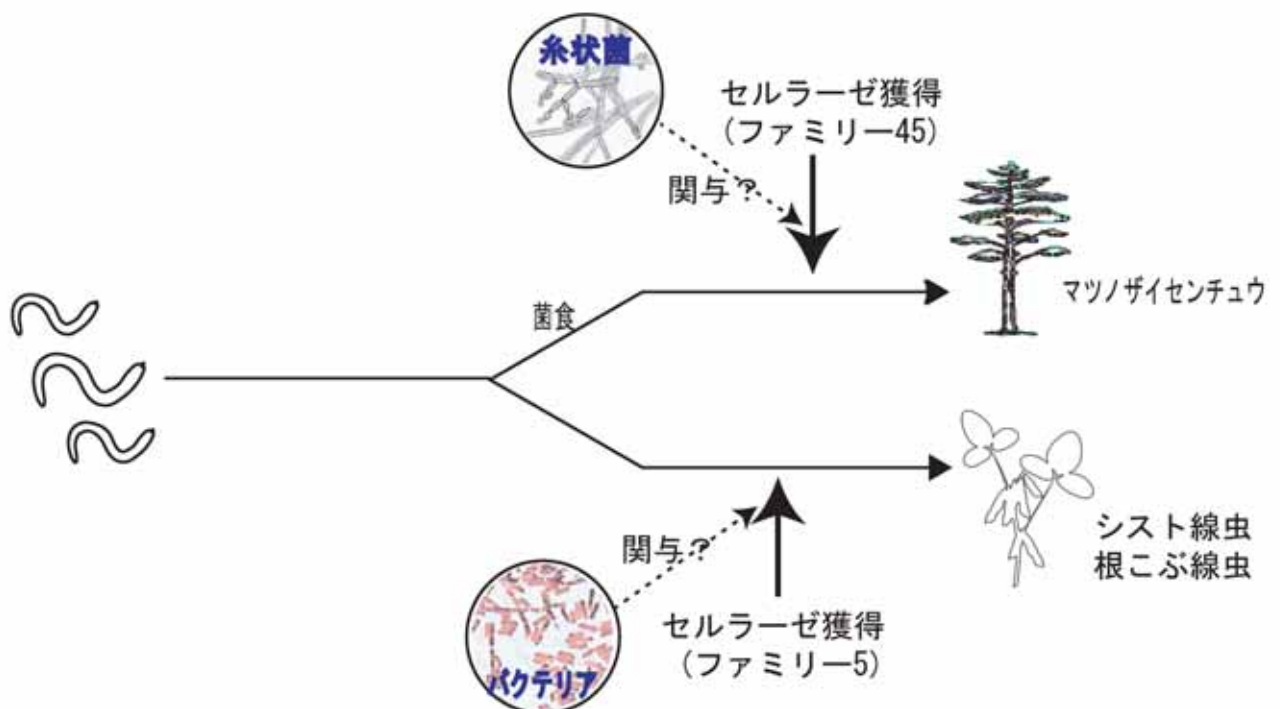 糸状菌
セルラーゼ獲得
(ファミリー45)
関与?
菌食
マツノザイセンチュウ
シスト線虫
根こぶ線虫
関与?
バクテリア
セルラーゼ獲得
(ファミリー5)